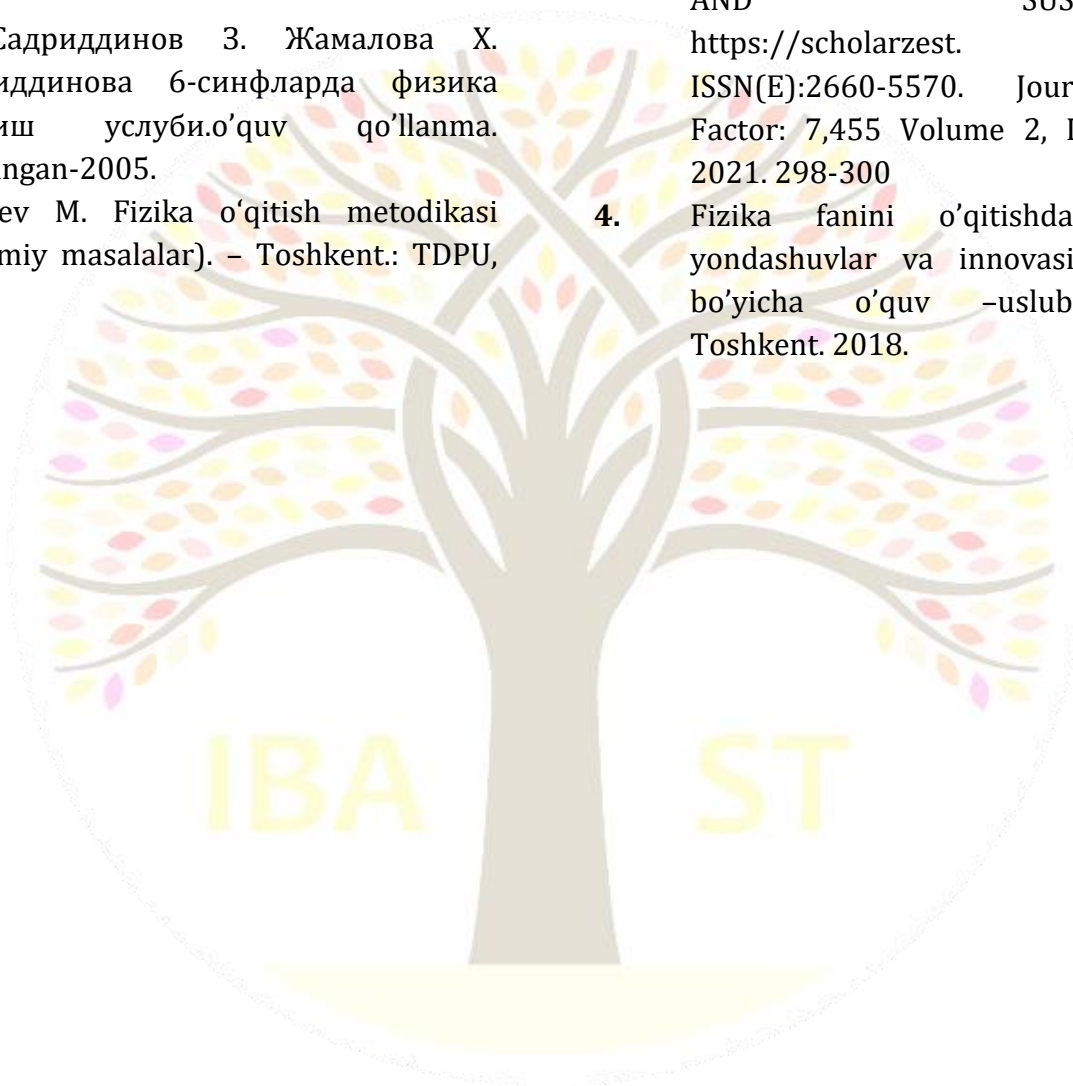 Садриддинов З. Жамалова Х.
иддинова 6-синфларда физика
иш услуби.o’quv qo’llanma.
ngan-2005.
ev M. Fizika o‘qitish metodikasi
miy masalalar). – Toshkent.: TDPU,
AND SUS
https://scholarzest.
ISSN(E):2660-5570. Jour
Factor: 7,455 Volume 2, I
2021. 298-300
4. Fizika fanini o’qitishda
yondashuvlar va innovasi
bo’yicha o’quv –uslub
Toshkent. 2018.
IBA ST